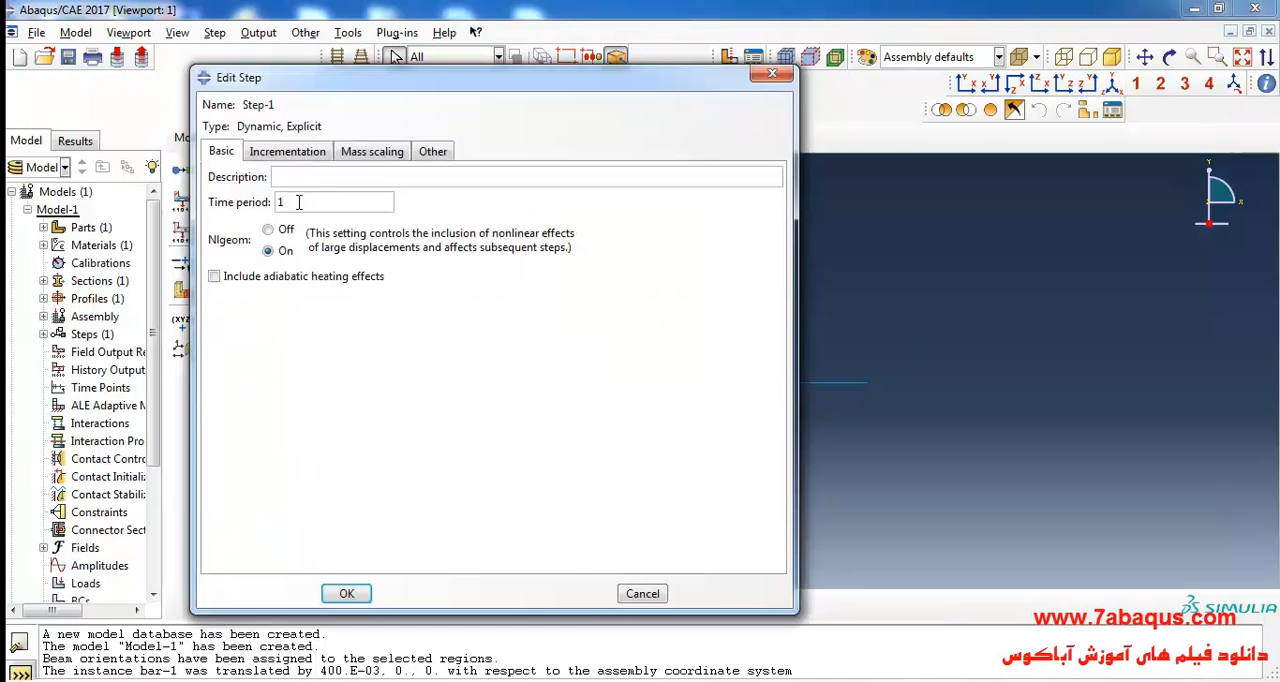 Abaqus/CAE 2017 [Viewport: 1]
File Model Viewport View Step Output Other Tools Plug-ins Help
All
Assembly defaults
1 2 3 4
Edit Step
Name: Step-1
Type: Dynamic, Explicit
Basic Incrementation Mass scaling Other
Description:
Time period: 1
Nlgeom:
Off
On
(This setting controls the inclusion of nonlinear effects
of large displacements and affects subsequent steps.)
Include adiabatic heating effects
OK Cancel
Model Results
Model
Models (1)
Model-1
Parts (1)
Materials (1)
Calibrations
Sections (1)
Profiles (1)
Assembly
Steps (1)
Field Output Re
History Output
Time Points
ALE Adaptive M
Interactions
Interaction Pro
Contact Contro
Contact Initializ
Contact Stabiliz
Constraints
Connector Sect
Fields
Amplitudes
Loads
BCs
Y
X
SIMULIA
www.7abaqus.com
دانلود فیلم های آموزش آباکوس
A new model database has been created.
The model "Model-1" has been created.
Beam orientations have been assigned to the selected regions.
The instance bar-1 was translated by 400.E-03, 0., 0. with respect to the assembly coordinate system